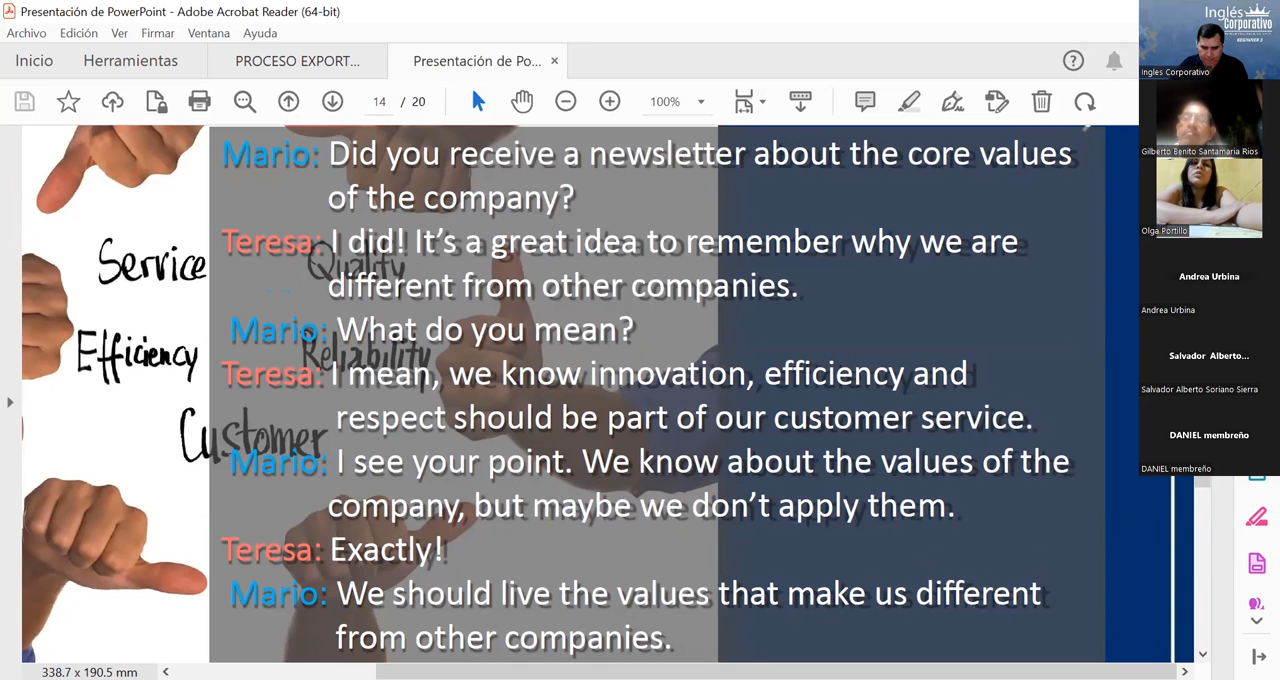 Presentación de PowerPoint - Adobe Acrobat Reader (64-bit)
Archivo Edición Ver Firmar Ventana Ayuda
Inicio Herramientas PROCESO EXPORT... Presentación de Po... ×
14 / 20 100%
Mario: Did you receive a newsletter about the core values
of the company?
Teresa: I did! It's a great idea to remember why we are
different from other companies.
Mario: What do you mean?
Teresa: I mean, we know innovation, efficiency and
respect should be part of our customer service.
Mario: I see your point. We know about the values of the
company, but maybe we don't apply them.
Teresa: Exactly!
Mario: We should live the values that make us different
from other companies.
Service
Quality
Efficiency
Reliability
Customer
338.7 x 190.5 mm
Inglés
Corporativo
BEGINNER 3
Ingles Corporativo
Gilberto Benito Santamaria Rios
Olga Portillo
Andrea Urbina
Andrea Urbina
Salvador Alberto...
Salvador Alberto Soriano Sierra
DANIEL membreño
DANIEL membreño